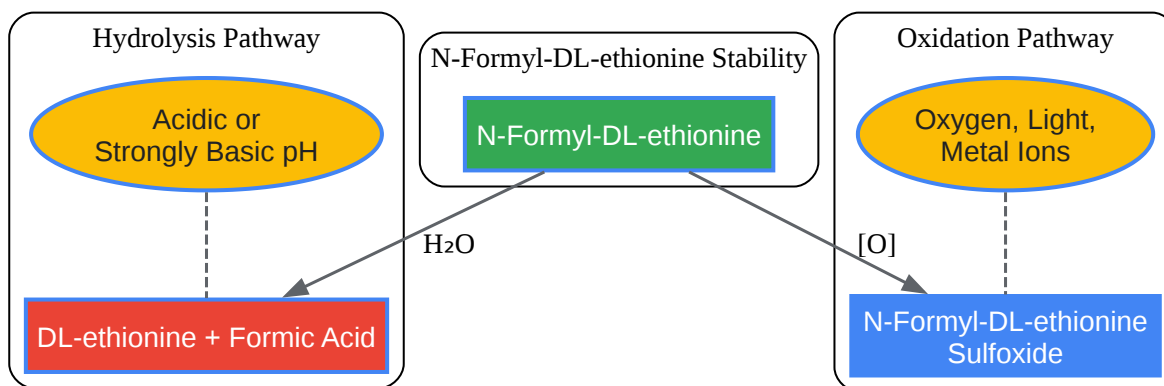 Hydrolysis Pathway
Acidic or
Strongly Basic pH
DL-ethionine + Formic Acid
N-Formyl-DL-ethionine Stability
N-Formyl-DL-ethionine
H₂O
[O]
Oxidation Pathway
Oxygen, Light,
Metal Ions
N-Formyl-DL-ethionine
Sulfoxide